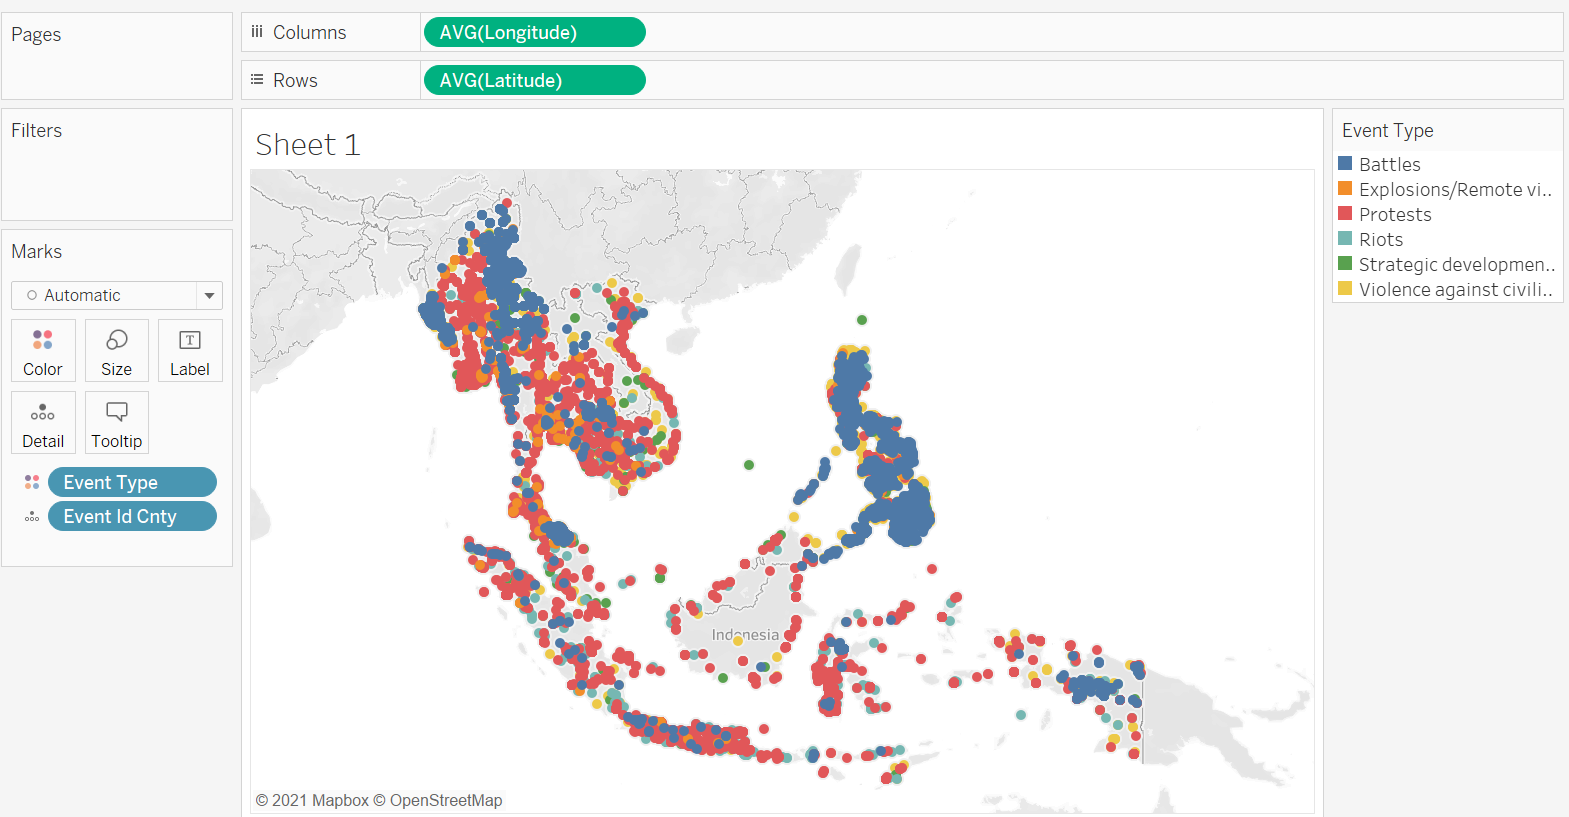 Pages
Columns
AVG(Longitude)
Rows
AVG(Latitude)
Filters
Marks
Automatic
Color
Size
T
Label
Detail
Tooltip
Event Type
Event Id Cnty
Sheet 1
Indonesia
© 2021 Mapbox © OpenStreetMap
Event Type
Battles
Explosions/Remote vi..
Protests
Riots
Strategic developmen..
Violence against civili..